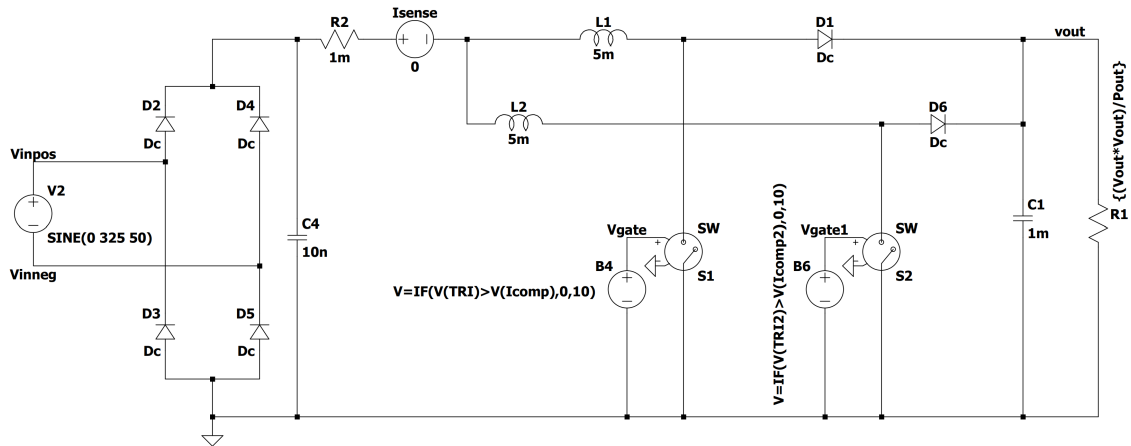 R2
1m
Isense
0
L1
5m
D1
Dc
vout
D2
Dc
D4
Dc
L2
5m
D6
Dc
{(Vout*Vout)/Pout}
R1
Vinpos
V2
SINE(0 325 50)
Vinneg
C4
10n
Vgate
SW
S1
B4
V=IF(V(TRI)>V(Icomp),0,10)
Vgate1
SW
S2
B6
V=IF(V(TRI2)>V(Icomp2),0,10)
C1
1m
D3
Dc
D5
Dc